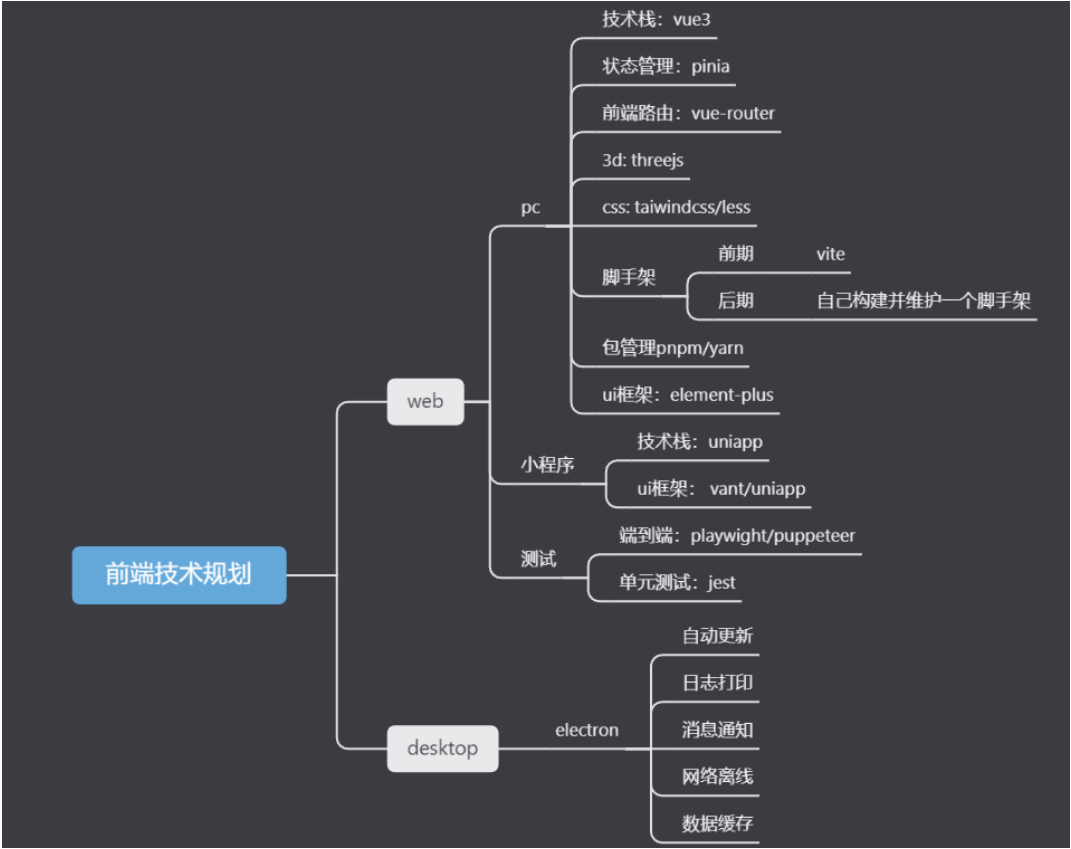 前端技术规划
web
pc
技术栈：vue3
状态管理：pinia
前端路由：vue-router
3d: threejs
css: taiwindcss/less
脚手架
前期
vite
后期
自己构建并维护一个脚手架
包管理pnpm/yarn
ui框架：element-plus
小程序
技术栈：uniapp
ui框架： vant/uniapp
测试
端到端：playwight/puppeteer
单元测试：jest
desktop
electron
自动更新
日志打印
消息通知
网络离线
数据缓存